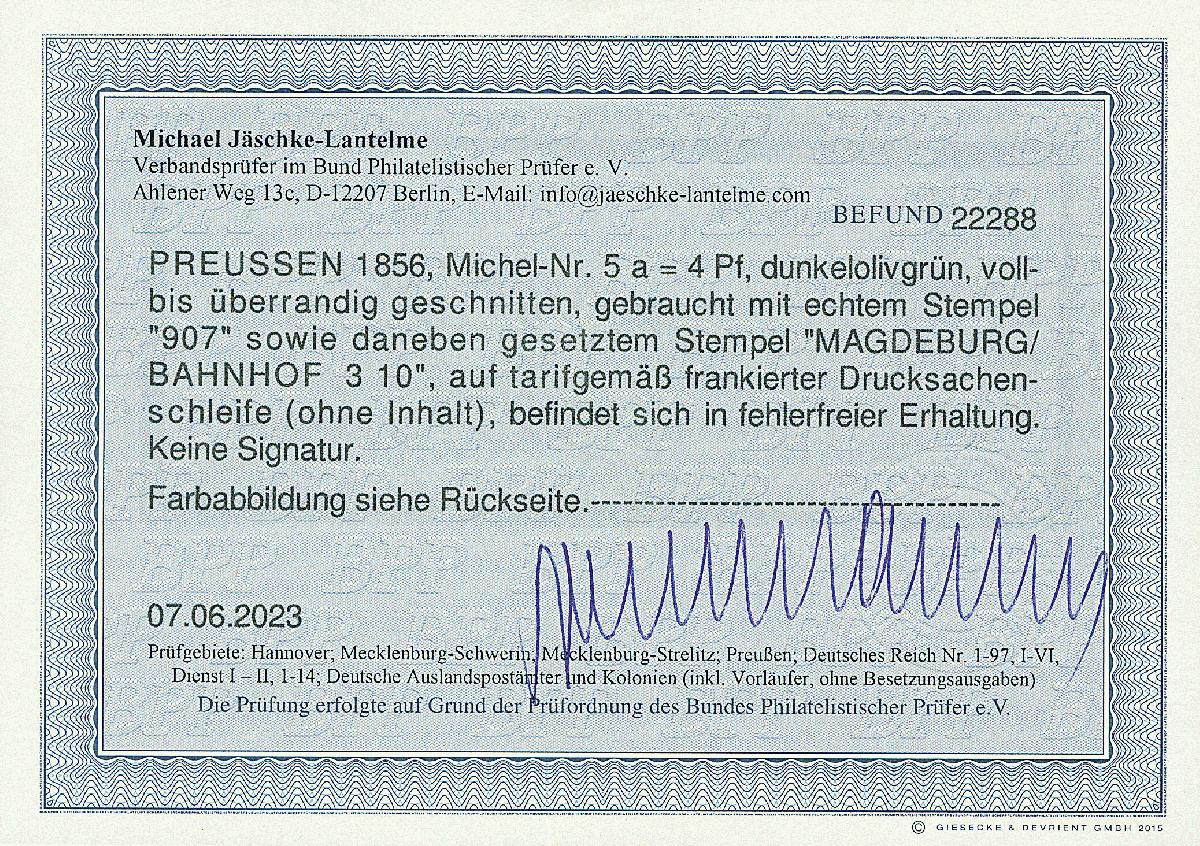 Michael Jäschke-Lantelme
Verbandsprüfer im Bund Philatelistischer Prüfer e. V.
Ahlener Weg 13c, D-12207 Berlin, E-Mail: info@jaeschke-lantelme.com
BEFUND 22288
PREUSSEN 1856, Michel-Nr. 5 a = 4 Pf, dunkelolivgrün, voll-
bis überrandig geschnitten, gebraucht mit echtem Stempel
"907" sowie daneben gesetztem Stempel "MAGDEBURG/
BAHNHOF 3 10", auf tarifgemäß frankierter Drucksachen-
schleife (ohne Inhalt), befindet sich in fehlerfreier Erhaltung.
Keine Signatur.
Farbabbildung siehe Rückseite.------------------------------------
07.06.2023
Prüfgebiete: Hannover; Mecklenburg-Schwerin; Mecklenburg-Strelitz; Preußen; Deutsches Reich Nr. 1-97, I-VI,
Dienst I – II, 1-14; Deutsche Auslandspostämter und Kolonien (inkl. Vorläufer, ohne Besetzungsausgaben)
Die Prüfung erfolgte auf Grund der Prüfordnung des Bundes Philatelistischer Prüfer e.V.
© GIESECKE & DEVRIENT GMBH 2015